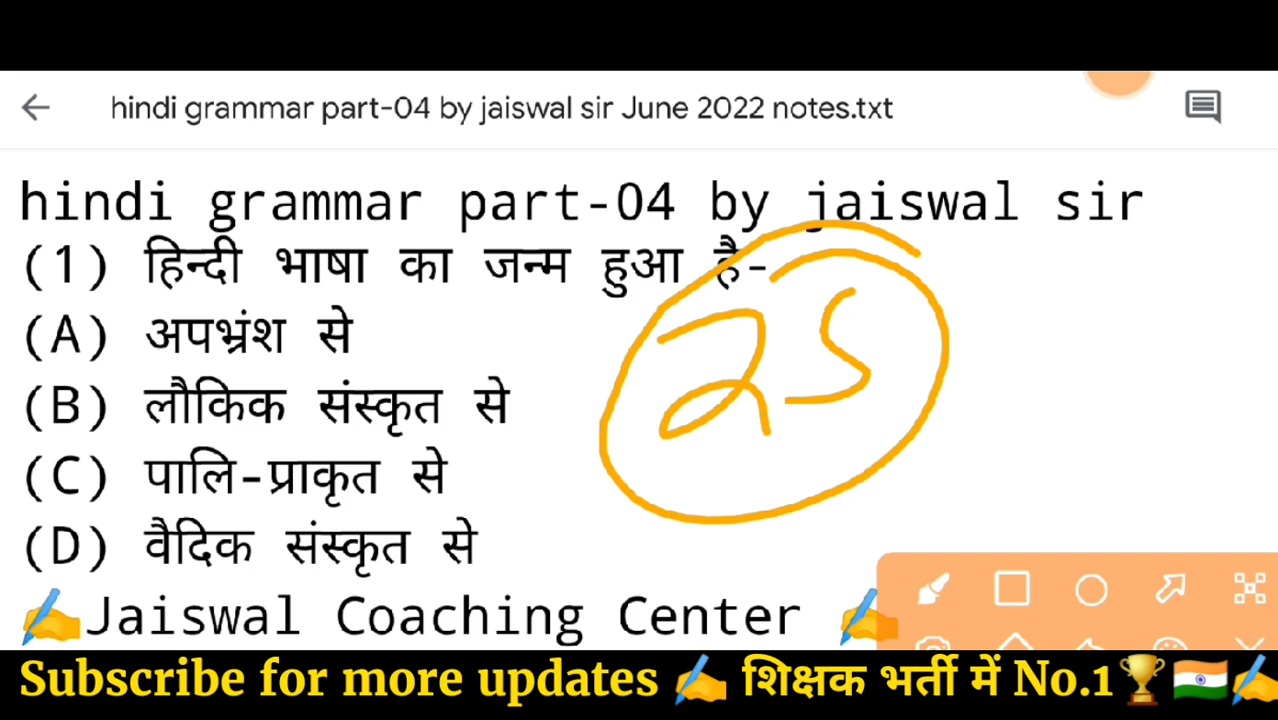 hindi grammar part-04 by jaiswal sir June 2022 notes.txt
hindi grammar part-04 by jaiswal sir
(1) हिन्दी भाषा का जन्म हुआ है-
(A) अपभ्रंश से
(B) लौकिक संस्कृत से
(C) पालि-प्राकृत से
(D) वैदिक संस्कृत से
25
✍️Jaiswal Coaching Center ✍️
Subscribe for more updates ✍️ शिक्षक भर्ती में No.1🏆🇮🇳✍️